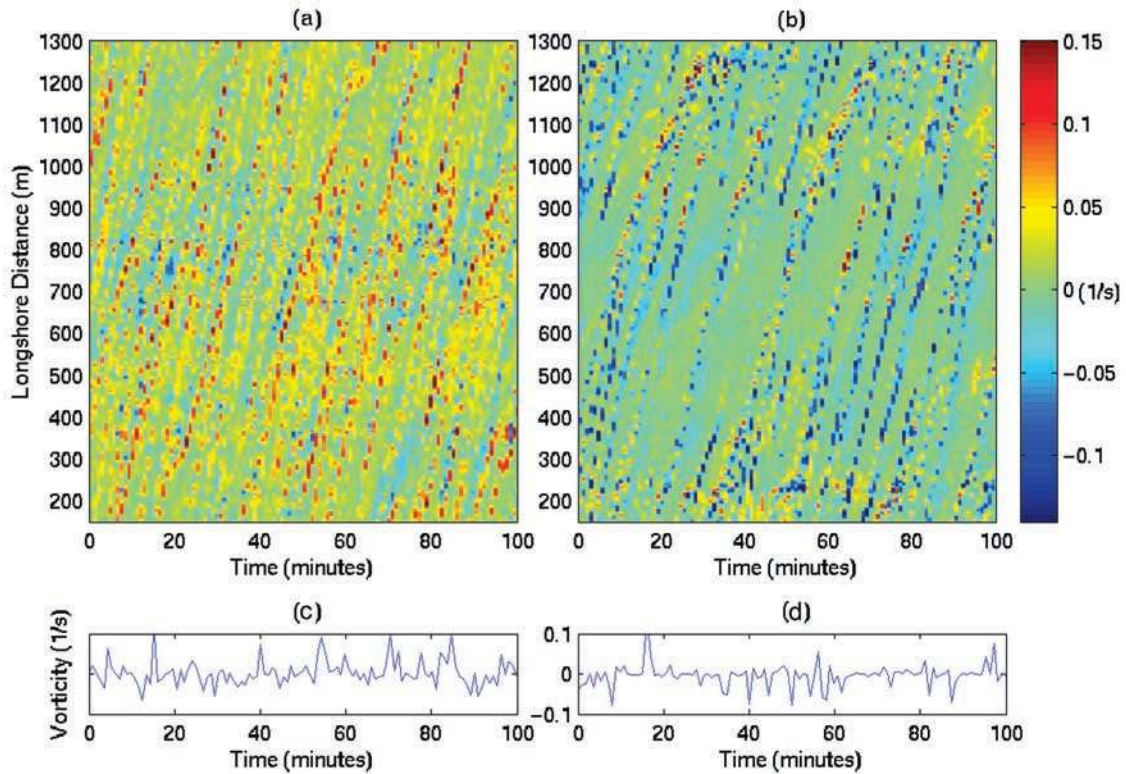 (a)
(b)
Longshore Distance (m)
1300
1200
1100
1000
900
800
700
600
500
400
300
200
0 20 40 60 80 100
Time (minutes)
1300
1200
1100
1000
900
800
700
600
500
400
300
200
0 20 40 60 80 100
Time (minutes)
0.15
0.1
0.05
0 (1/s)
−0.05
−0.1
(c)
Vorticity (1/s)
0 20 40 60 80 100
Time (minutes)
(d)
0.1
0
−0.1
0 20 40 60 80 100
Time (minutes)